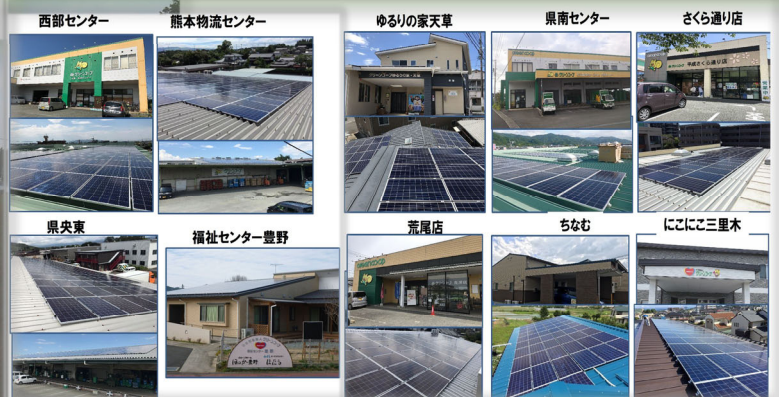 西部センター
熊本物流センター
ゆるりの家天草
県南センター
さくら通り店
県央東
福祉センター豊野
荒尾店
ちなむ
にこにこ三里木